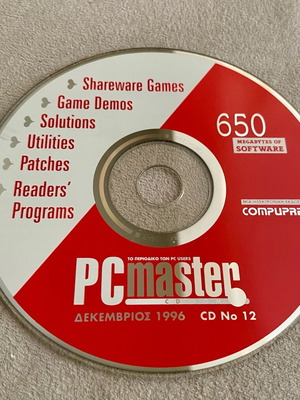 Shareware Games
Game Demos
Solutions
Utilities
Patches
Readers'
Programs
650
MEGABYTES OF
SOFTWARE
COMPUPRE
ΤΟ ΠΕΡΙΟΔΙΚΟ ΤΩΝ PC USERS
PCmaster
ΔΕΚΕΜΒΡΙΟΣ 1996 CD No 12